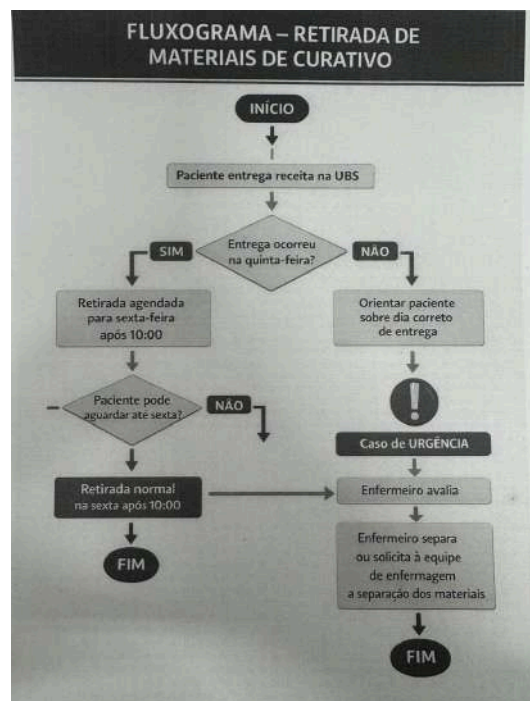 FLUXOGRAMA – RETIRADA DE
MATERIAIS DE CURATIVO
INÍCIO
Paciente entrega receita na UBS
Entrega ocorreu
na quinta-feira?
SIM
NÃO
Retirada agendada
para sexta-feira
após 10:00
Orientar paciente
sobre dia correto
de entrega
Paciente pode
aguardar até sexta?
NÃO
!
Caso de URGÊNCIA
Retirada normal
na sexta após 10:00
Enfermeiro avalia
FIM
Enfermeiro separa
ou solicita à equipe
de enfermagem
a separação dos materiais
FIM